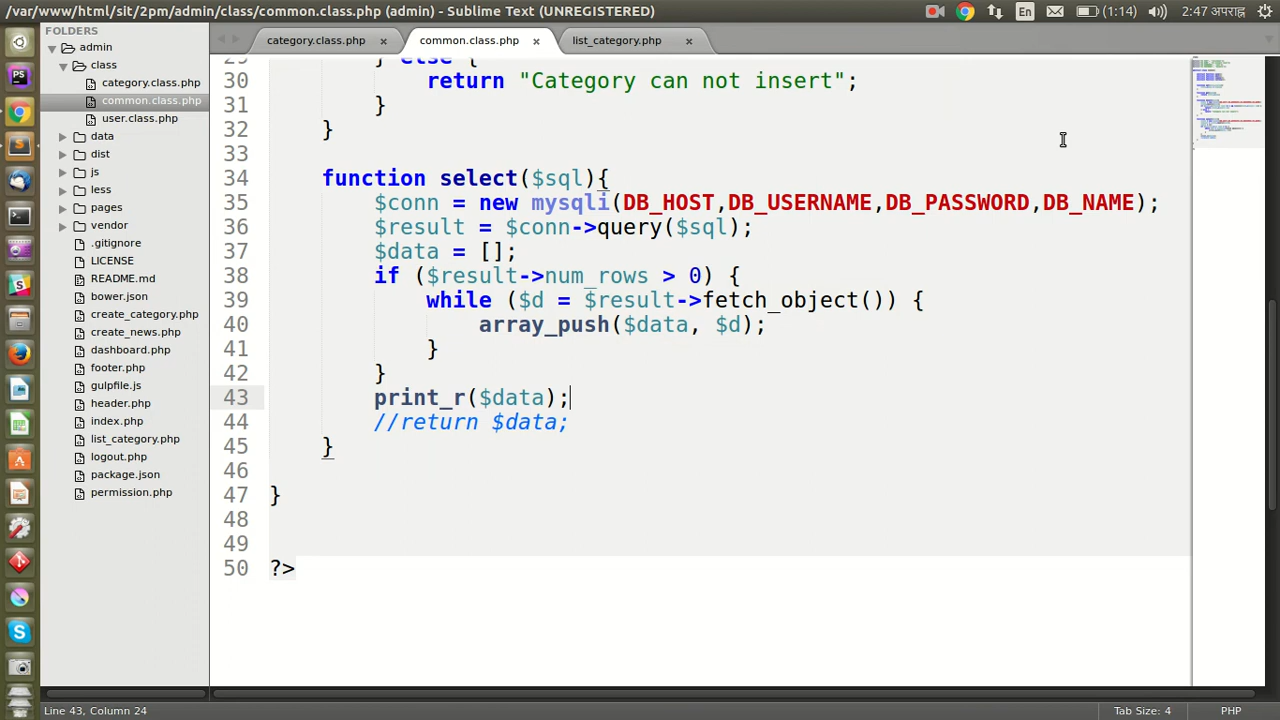 /var/www/html/sit/2pm/admin/class/common.class.php (admin) - Sublime Text (UNREGISTERED)
En
(1:14)
2:47 अपराह्न
FOLDERS
admin
class
category.class.php
common.class.php
user.class.php
data
dist
js
less
pages
vendor
.gitignore
LICENSE
README.md
bower.json
create_category.php
create_news.php
dashboard.php
footer.php
gulpfile.js
header.php
index.php
list_category.php
logout.php
package.json
permission.php
category.class.php
common.class.php
list_category.php
29 } else {
30 return "Category can not insert";
31 }
32 }
33
34 function select($sql){
35 $conn = new mysqli(DB_HOST,DB_USERNAME,DB_PASSWORD,DB_NAME);
36 $result = $conn->query($sql);
37 $data = [];
38 if ($result->num_rows > 0) {
39 while ($d = $result->fetch_object()) {
40 array_push($data, $d);
41 }
42 }
43 print_r($data);
44 //return $data;
45 }
46
47 }
48
49
50 ?>
Line 43, Column 24
Tab Size: 4
PHP